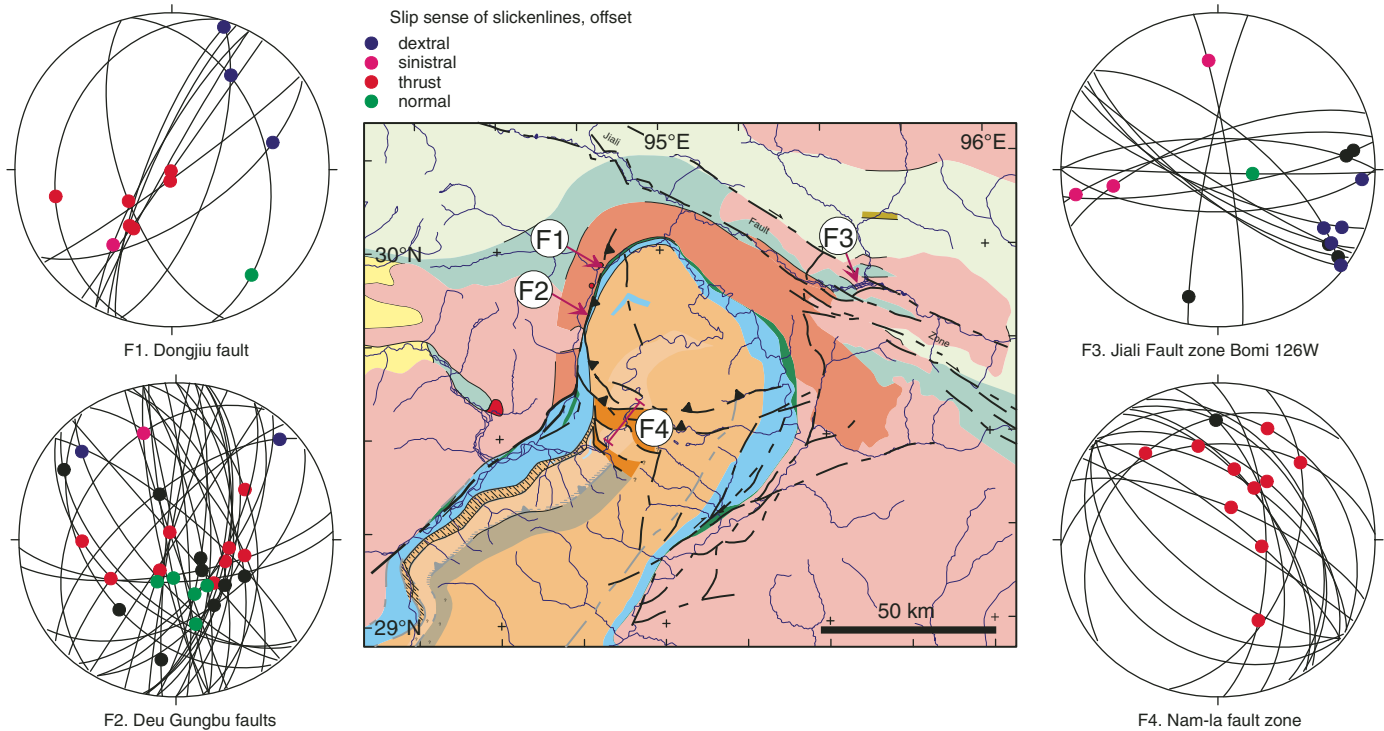 Slip sense of slickenlines, offset
dextral
sinistral
thrust
normal
F1. Dongjiu fault
F2. Deu Gungbu faults
Jiali
95°E
96°E
Fault
F1
F3
30°N
F2
Zone
F4
50 km
29°N
F3. Jiali Fault zone Bomi 126W
F4. Nam-la fault zone